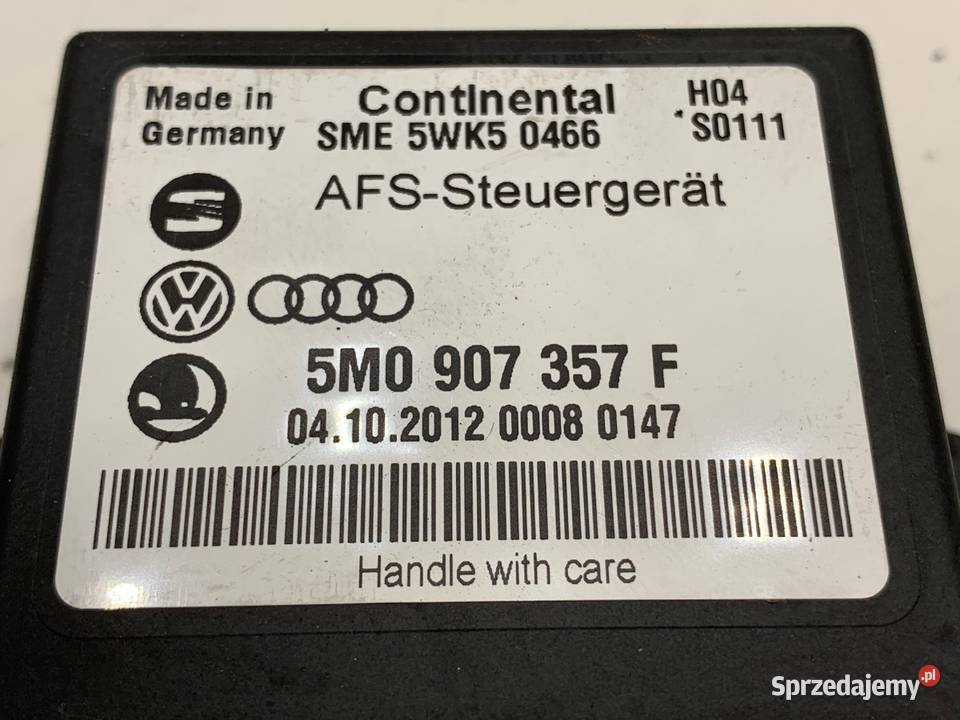 Made in Continental H04
Germany SME 5WK5 0466 S0111
AFS-Steuergerät
5M0 907 357 F
04.10.2012 0008 0147
Handle with care
Sprzedajemy.pl